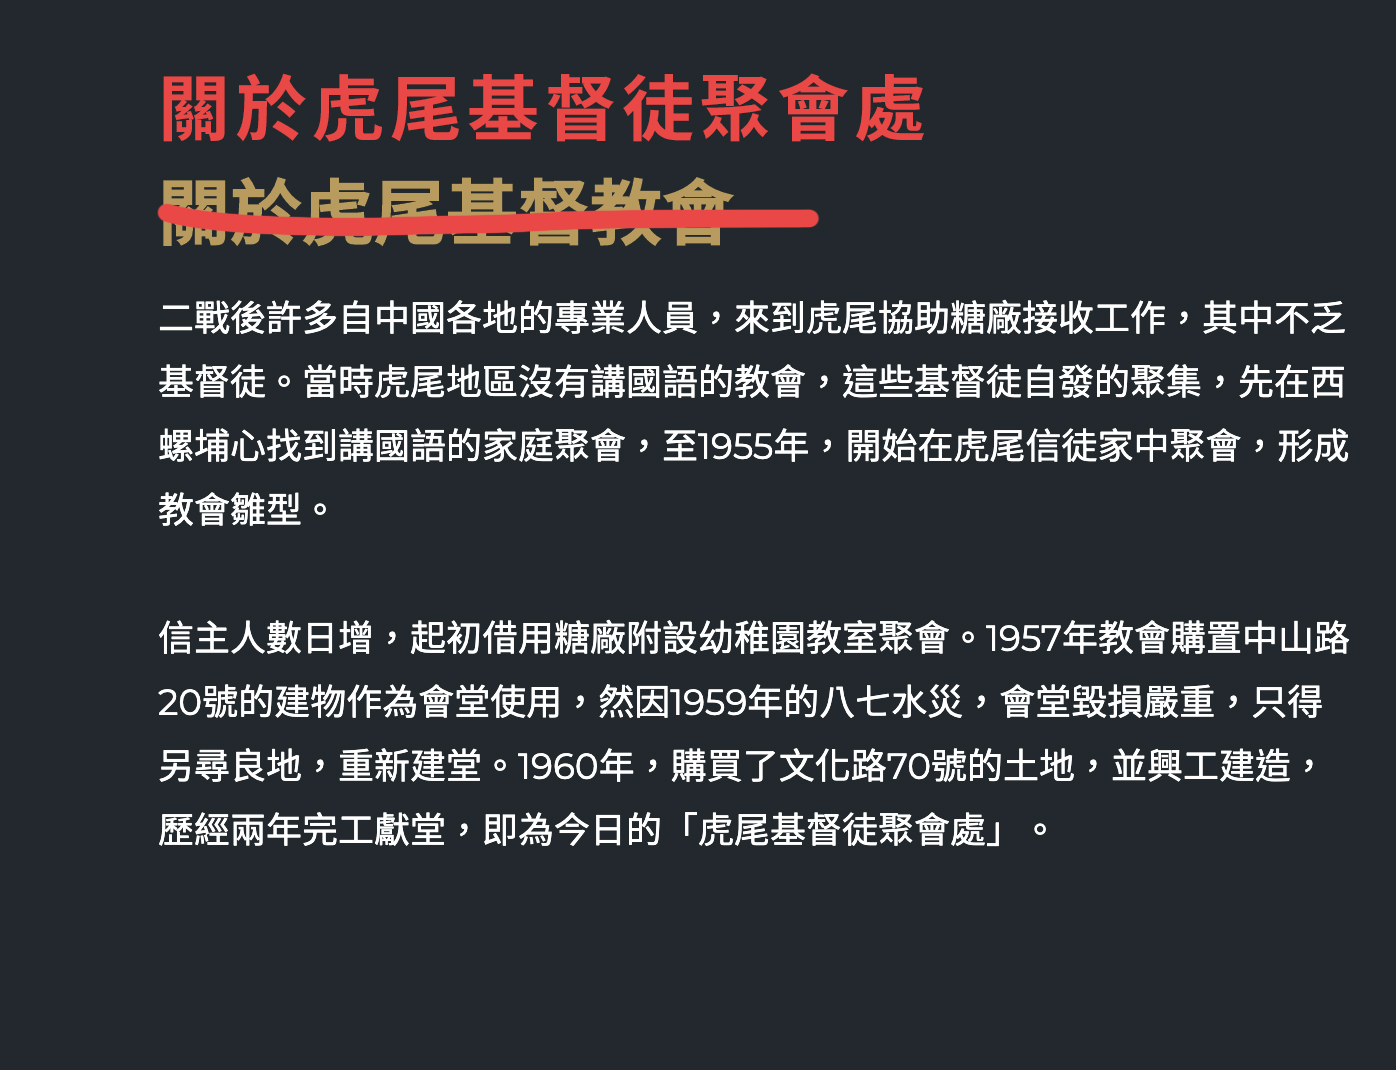 關於虎尾基督徒聚會處
關於虎尾基督教會
二戰後許多自中國各地的專業人員，來到虎尾協助糖廠接收工作，其中不乏
基督徒。當時虎尾地區沒有講國語的教會，這些基督徒自發的聚集，先在西
螺埔心找到講國語的家庭聚會，至1955年，開始在虎尾信徒家中聚會，形成
教會雛型。
信主人數日增，起初借用糖廠附設幼稚園教室聚會。1957年教會購置中山路
20號的建物作為會堂使用，然因1959年的八七水災，會堂毀損嚴重，只得
另尋良地，重新建堂。1960年，購買了文化路70號的土地，並興工建造，
歷經兩年完工獻堂，即為今日的「虎尾基督徒聚會處」。